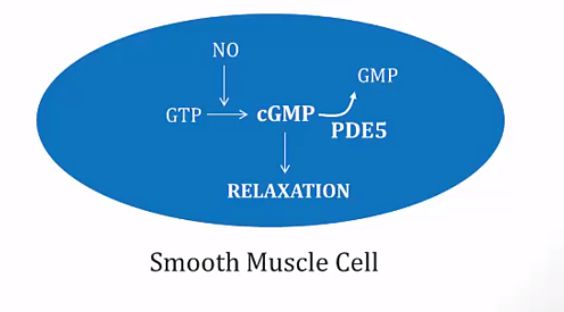 NO
GMP
GTP cGMP
PDE5
RELAXATION
Smooth Muscle Cell